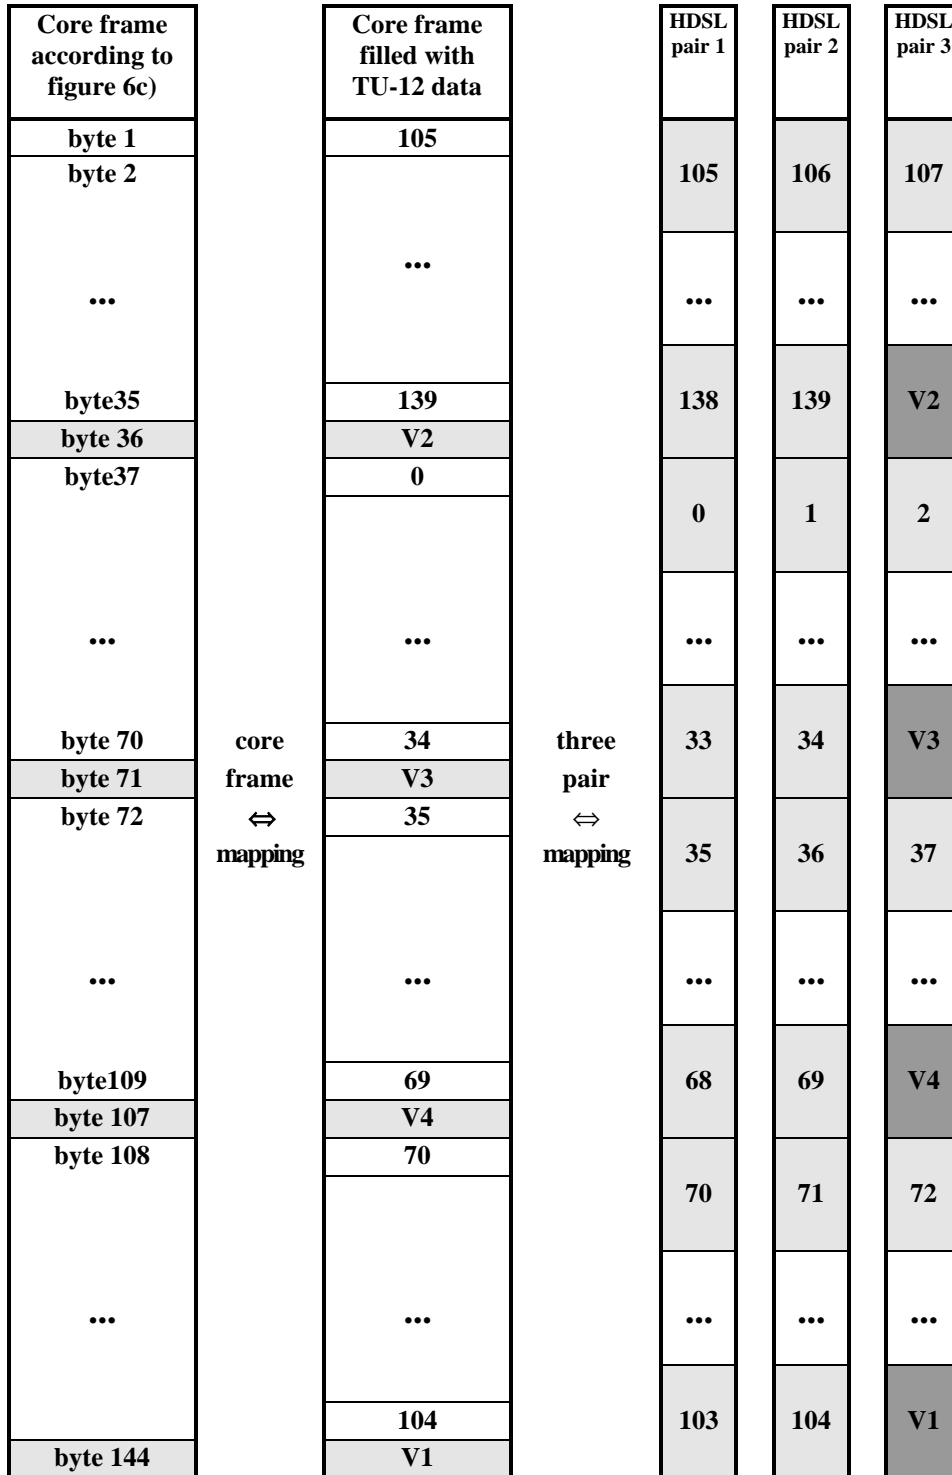 Core frame
according to
figure 6c)
Core frame
filled with
TU-12 data
HDSL
pair 1
HDSL
pair 2
HDSL
pair 3
byte 1
105
byte 2
105
106
107
•••
•••
•••
•••
•••
byte35
139
138
139
V2
byte 36
V2
byte37
0
0
1
2
•••
•••
•••
•••
•••
byte 70
core
34
three
33
34
V3
byte 71
frame
V3
pair
byte 72
⇔
35
⇔
mapping
mapping
35
36
37
•••
•••
•••
•••
•••
byte109
69
68
69
V4
byte 107
V4
byte 108
70
70
71
72
•••
•••
•••
•••
•••
104
103
104
V1
byte 144
V1